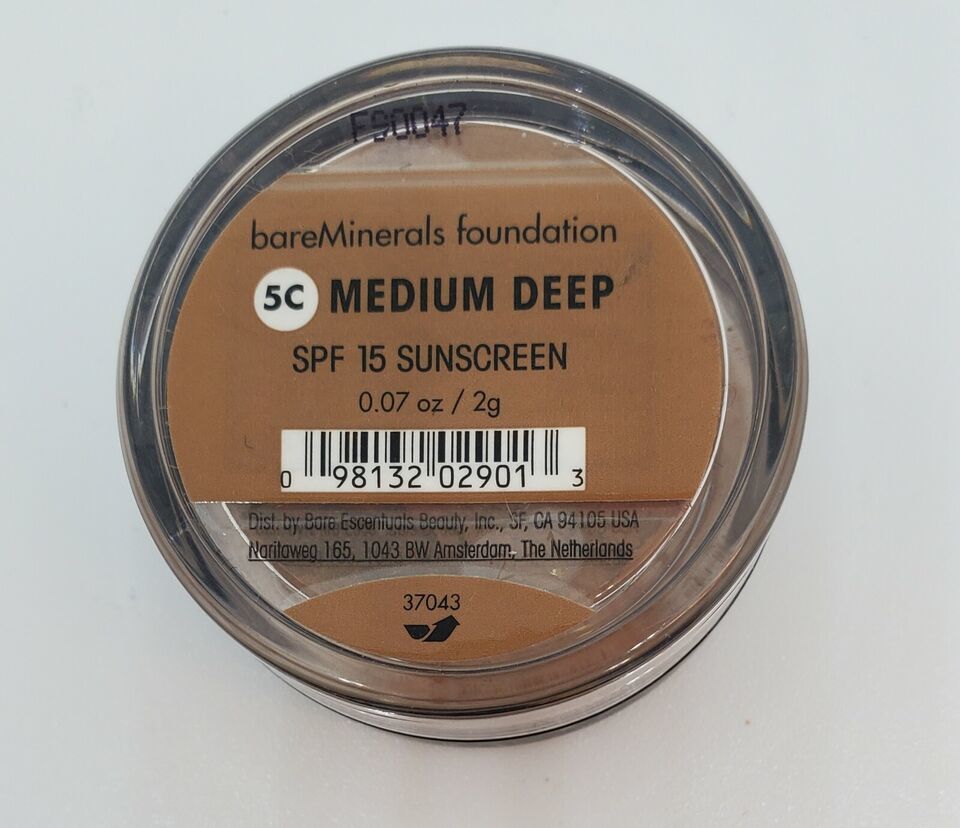 F90047
bareMinerals foundation
5C MEDIUM DEEP
SPF 15 SUNSCREEN
0.07 oz / 2g
0 98132 02901 3
Dist. by Bare Escentuals Beauty, Inc., SF, CA 94105 USA
Naritaweg 165, 1043 BW Amsterdam, The Netherlands
37043